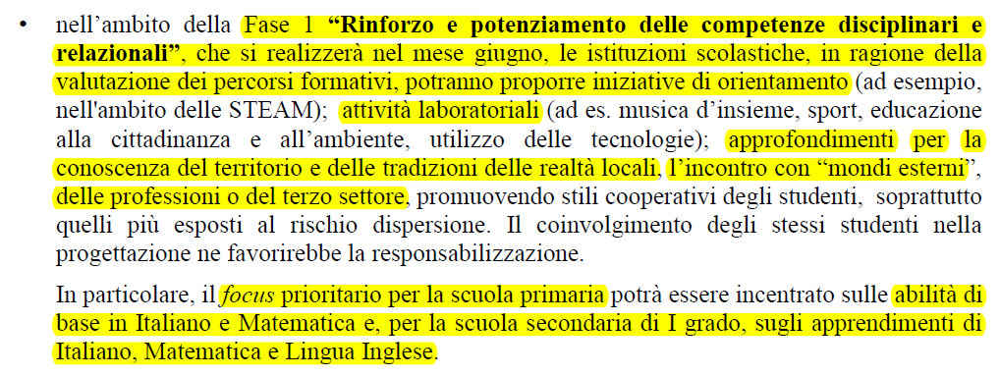 • nell’ambito della Fase 1 “Rinforzo e potenziamento delle competenze disciplinari e
relazionali”, che si realizzerà nel mese giugno, le istituzioni scolastiche, in ragione della
valutazione dei percorsi formativi, potranno proporre iniziative di orientamento (ad esempio,
nell'ambito delle STEAM); attività laboratoriali (ad es. musica d’insieme, sport, educazione
alla cittadinanza e all’ambiente, utilizzo delle tecnologie); approfondimenti per la
conoscenza del territorio e delle tradizioni delle realtà locali, l’incontro con “mondi esterni”,
delle professioni o del terzo settore, promuovendo stili cooperativi degli studenti, soprattutto
quelli più esposti al rischio dispersione. Il coinvolgimento degli stessi studenti nella
progettazione ne favorirebbe la responsabilizzazione.
In particolare, il focus prioritario per la scuola primaria potrà essere incentrato sulle abilità di
base in Italiano e Matematica e, per la scuola secondaria di I grado, sugli apprendimenti di
Italiano, Matematica e Lingua Inglese.